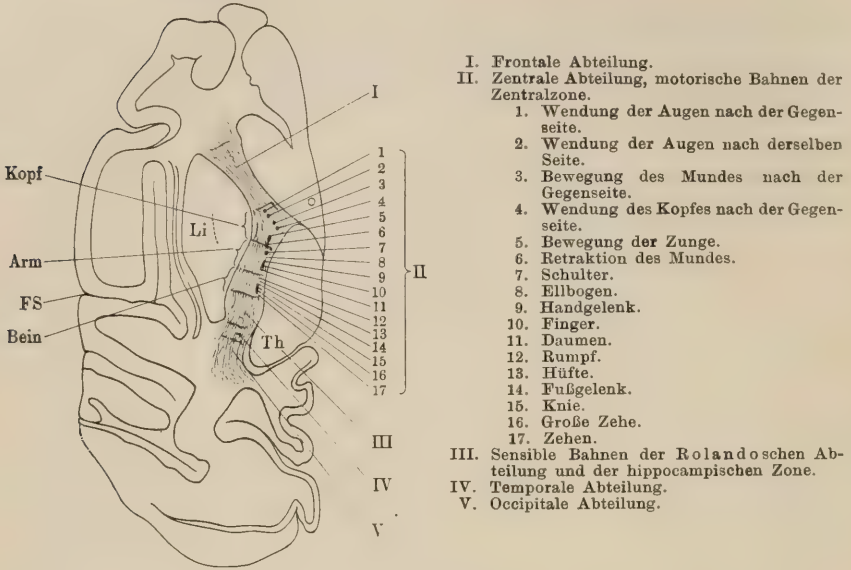 I
Kopf
Li
Arm
FS
Bein
Th
1
2
3
4
5
6
7
8
9
10
11
12
13
14
15
16
17
II
III
IV
V
I. Frontale Abteilung.
II. Zentrale Abteilung, motorische Bahnen der
Zentralzone.
1. Wendung der Augen nach der Gegen-
seite.
2. Wendung der Augen nach derselben
Seite.
3. Bewegung des Mundes nach der
Gegenseite.
4. Wendung des Kopfes nach der Gegen-
seite.
5. Bewegung der Zunge.
6. Retraktion des Mundes.
7. Schulter.
8. Ellbogen.
9. Handgelenk.
10. Finger.
11. Daumen.
12. Rumpf.
13. Hüfte.
14. Fußgelenk.
15. Knie.
16. Große Zehe.
17. Zehen.
III. Sensible Bahnen der Rolandoschen Ab-
teilung und der hippocampischen Zone.
IV. Temporale Abteilung.
V. Occipitale Abteilung.